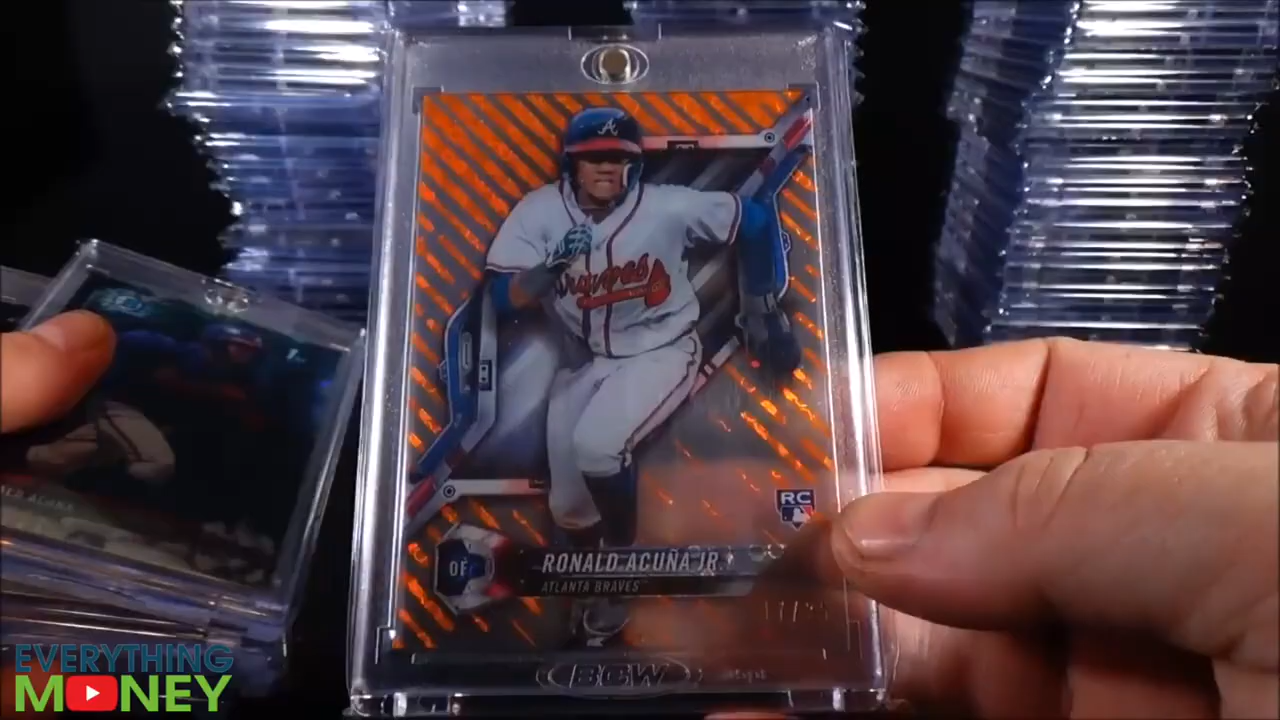 A
Braves
RC
OF
RONALD ACUÑA JR.
ATLANTA BRAVES
BCW
EVERYTHING
MONEY